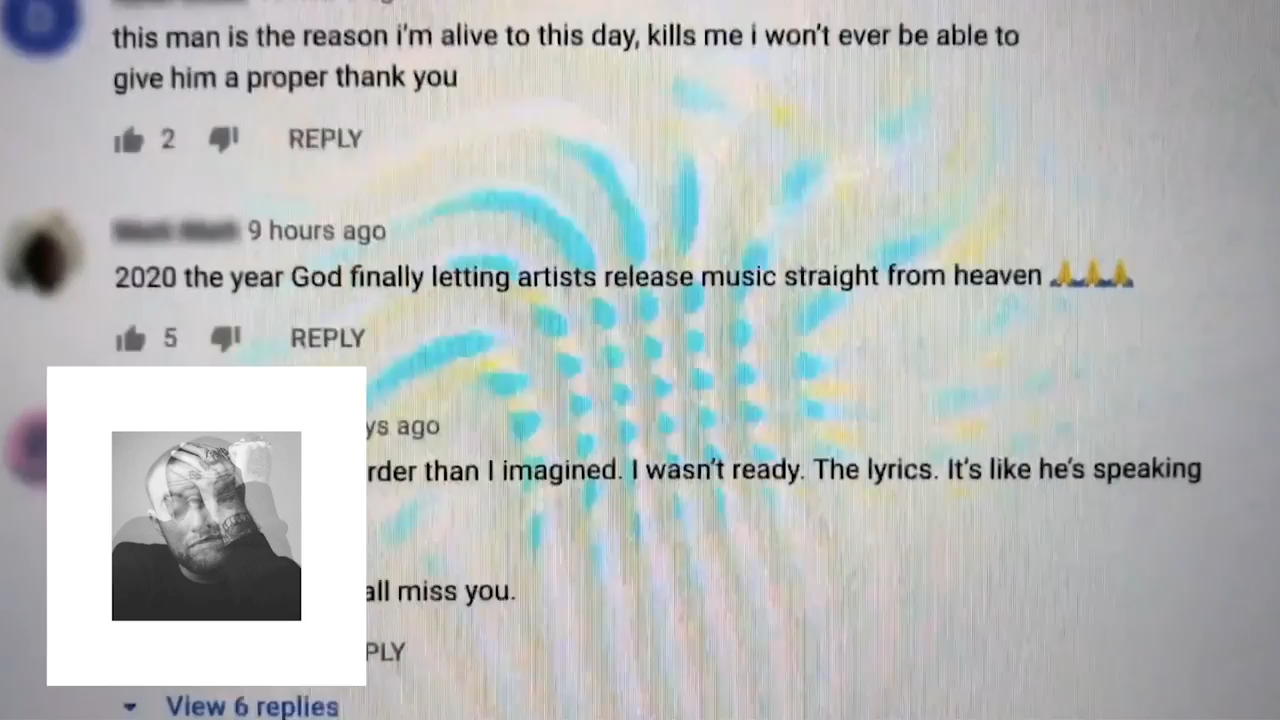 this man is the reason i'm alive to this day, kills me i won't ever be able to
give him a proper thank you
2 REPLY
9 hours ago
2020 the year God finally letting artists release music straight from heaven 🙏🙏🙏
5 REPLY
ys ago
rder than I imagined. I wasn't ready. The lyrics. It's like he's speaking
all miss you.
PLY
View 6 replies